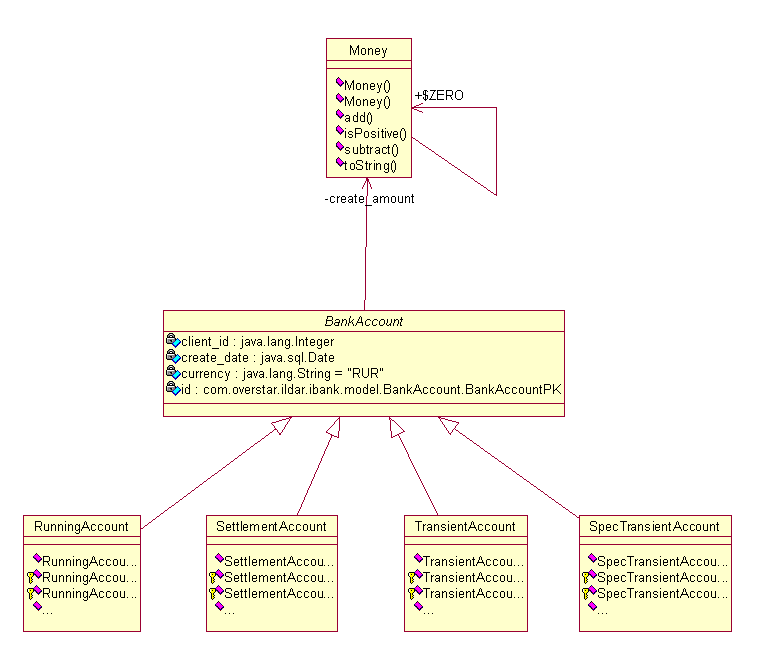 Money
Money()
Money()
add()
isPositive()
subtract()
toString()
+$ZERO
-create_amount
BankAccount
client_id : java.lang.Integer
create_date : java.sql.Date
currency : java.lang.String = "RUR"
id : com.overstar.ildar.ibank.model.BankAccount.BankAccountPK
RunningAccount
RunningAccou...
RunningAccou...
RunningAccou...
...
SettlementAccount
SettlementAccou...
SettlementAccou...
SettlementAccou...
...
TransientAccount
TransientAccou...
TransientAccou...
TransientAccou...
...
SpecTransientAccount
SpecTransientAccou...
SpecTransientAccou...
SpecTransientAccou...
...